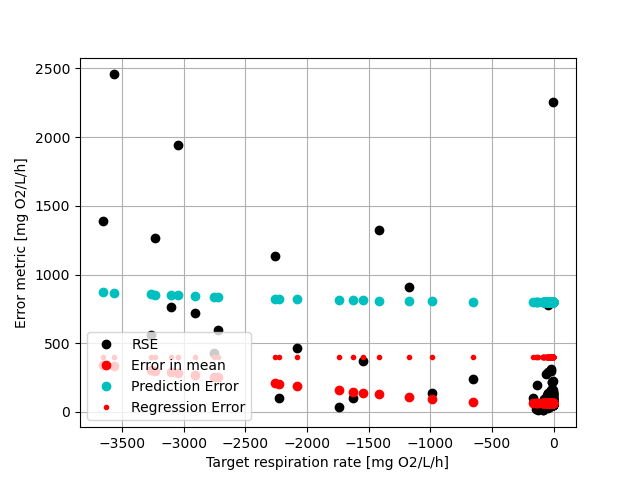 2500
2000
1500
1000
500
0
Error metric [mg O2/L/h]
RSE
Error in mean
Prediction Error
Regression Error
−3500 −3000 −2500 −2000 −1500 −1000 −500 0
Target respiration rate [mg O2/L/h]